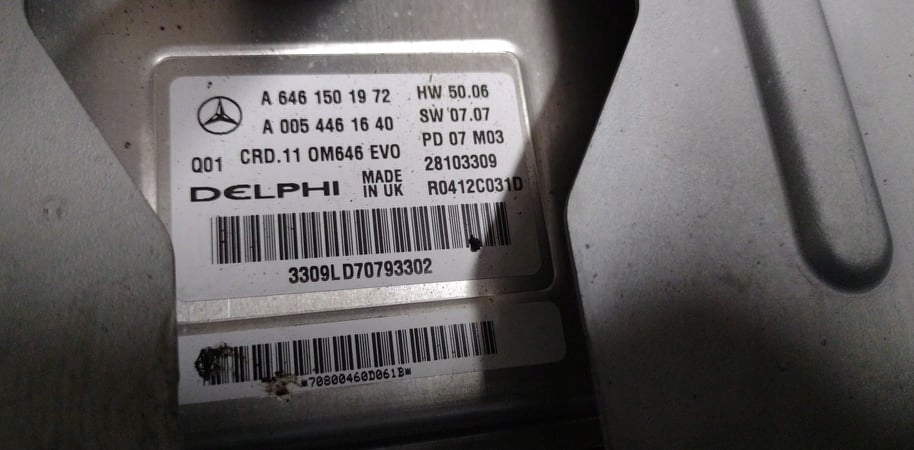 A 646 150 19 72 HW 50.06
A 005 446 16 40 SW 07.07
PD 07 M03
Q01 CRD.11 OM646 EVO 28103309
DELPHI MADE IN UK R0412C031D
3309LD70793302
*70800460D061B*